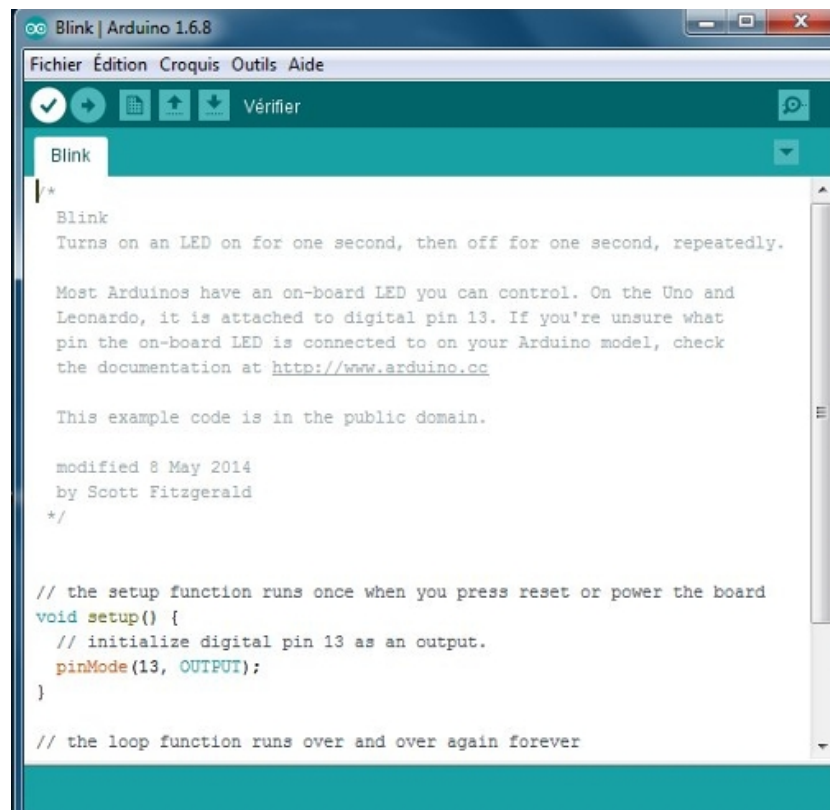 Blink | Arduino 1.6.8
Fichier Édition Croquis Outils Aide
Vérifier
Blink
/*
Blink
Turns on an LED on for one second, then off for one second, repeatedly.
Most Arduinos have an on-board LED you can control. On the Uno and
Leonardo, it is attached to digital pin 13. If you're unsure what
pin the on-board LED is connected to on your Arduino model, check
the documentation at http://www.arduino.cc
This example code is in the public domain.
modified 8 May 2014
by Scott Fitzgerald
*/
// the setup function runs once when you press reset or power the board
void setup() {
// initialize digital pin 13 as an output.
pinMode(13, OUTPUT);
}
// the loop function runs over and over again forever